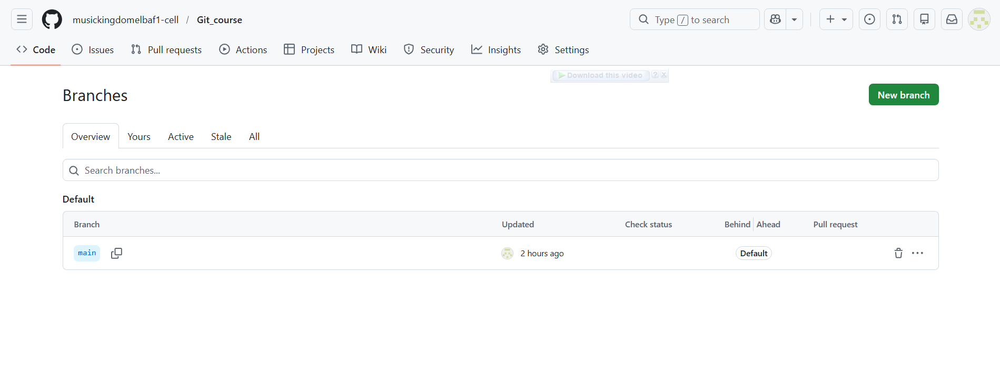 musickingdomelbaf1-cell / Git_course
Type / to search
Code Issues Pull requests Actions Projects Wiki Security Insights Settings
Download this video ? X
Branches
New branch
Overview Yours Active Stale All
Search branches...
Default
Branch Updated Check status Behind Ahead Pull request
main 2 hours ago Default